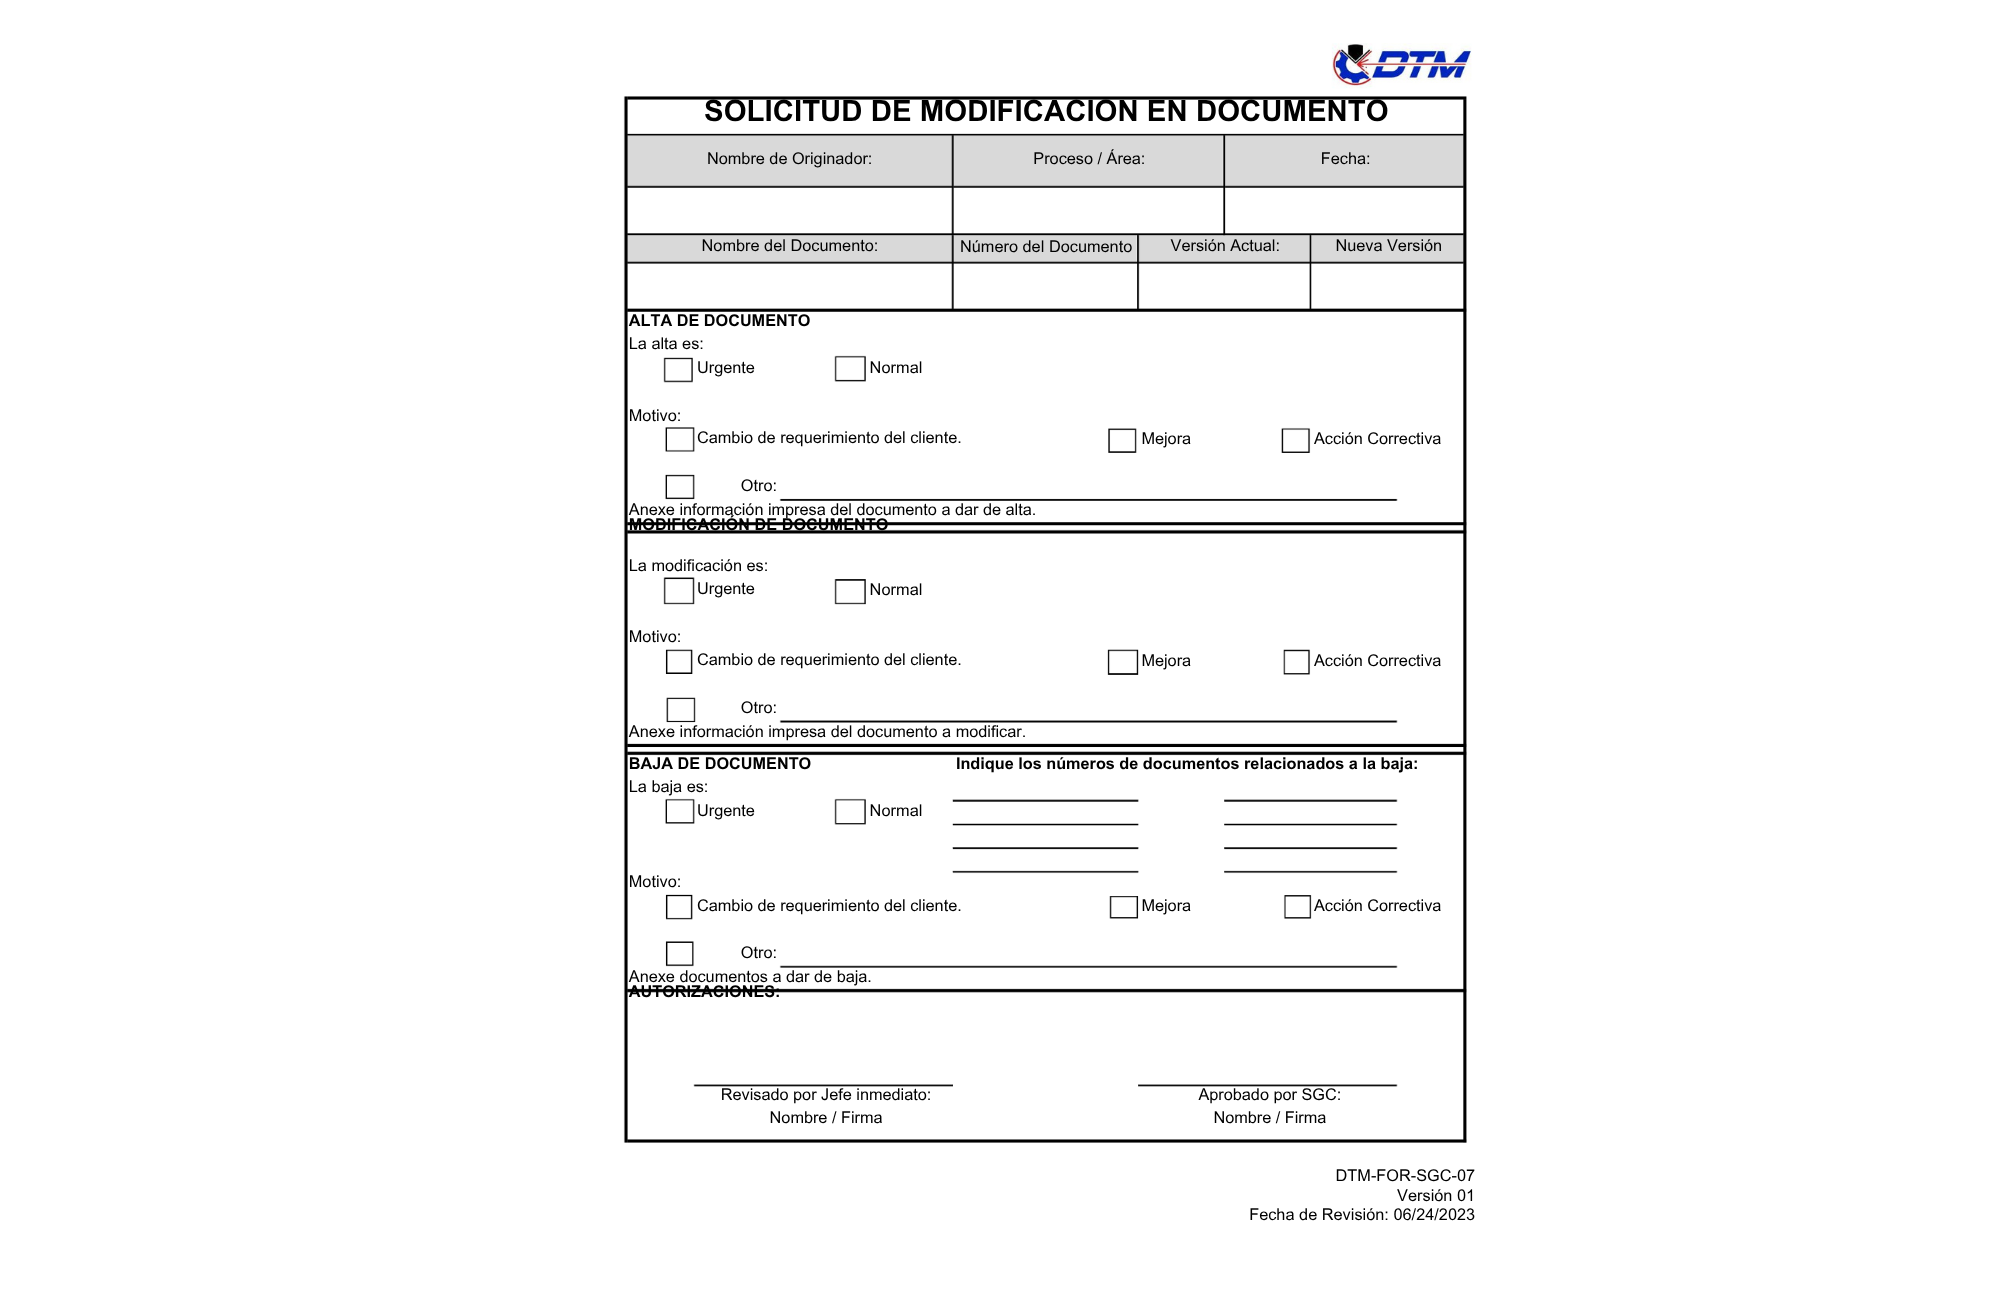 DTM
SOLICITUD DE MODIFICACION EN DOCUMENTO
Nombre de Originador: Proceso / Área: Fecha:
Nombre del Documento: Número del Documento Versión Actual: Nueva Versión
ALTA DE DOCUMENTO
La alta es:
Urgente Normal
Motivo:
Cambio de requerimiento del cliente. Mejora Acción Correctiva
Otro:
Anexe información impresa del documento a dar de alta.
MODIFICACIÓN DE DOCUMENTO
La modificación es:
Urgente Normal
Motivo:
Cambio de requerimiento del cliente. Mejora Acción Correctiva
Otro:
Anexe información impresa del documento a modificar.
BAJA DE DOCUMENTO Indique los números de documentos relacionados a la baja:
La baja es:
Urgente Normal
Motivo:
Cambio de requerimiento del cliente. Mejora Acción Correctiva
Otro:
Anexe documentos a dar de baja.
AUTORIZACIONES:
Revisado por Jefe inmediato: Aprobado por SGC:
Nombre / Firma Nombre / Firma
DTM-FOR-SGC-07
Versión 01
Fecha de Revisión: 06/24/2023